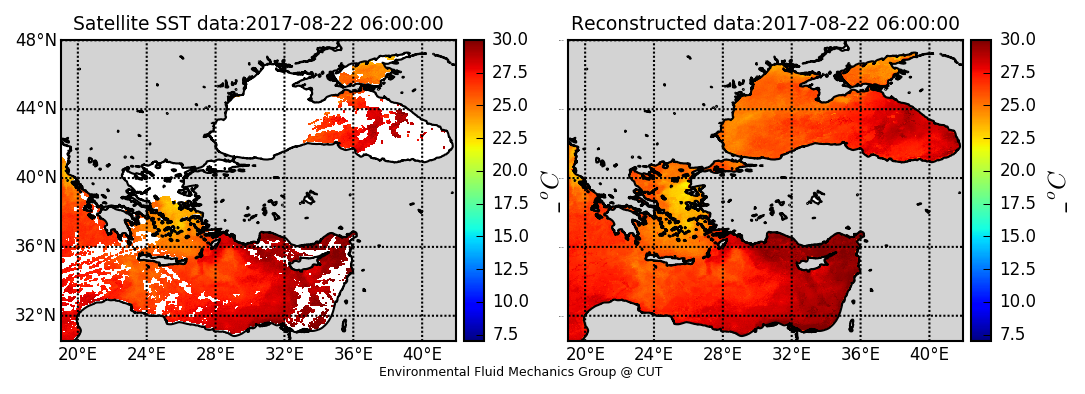 Satellite SST data:2017-08-22 06:00:00
Reconstructed data:2017-08-22 06:00:00
48°N
44°N
40°N
36°N
32°N
20°E 24°E 28°E 32°E 36°E 40°E
30.0
27.5
25.0
22.5
20.0
17.5
15.0
12.5
10.0
7.5
°C
20°E 24°E 28°E 32°E 36°E 40°E
30.0
27.5
25.0
22.5
20.0
17.5
15.0
12.5
10.0
7.5
°C
Environmental Fluid Mechanics Group @ CUT